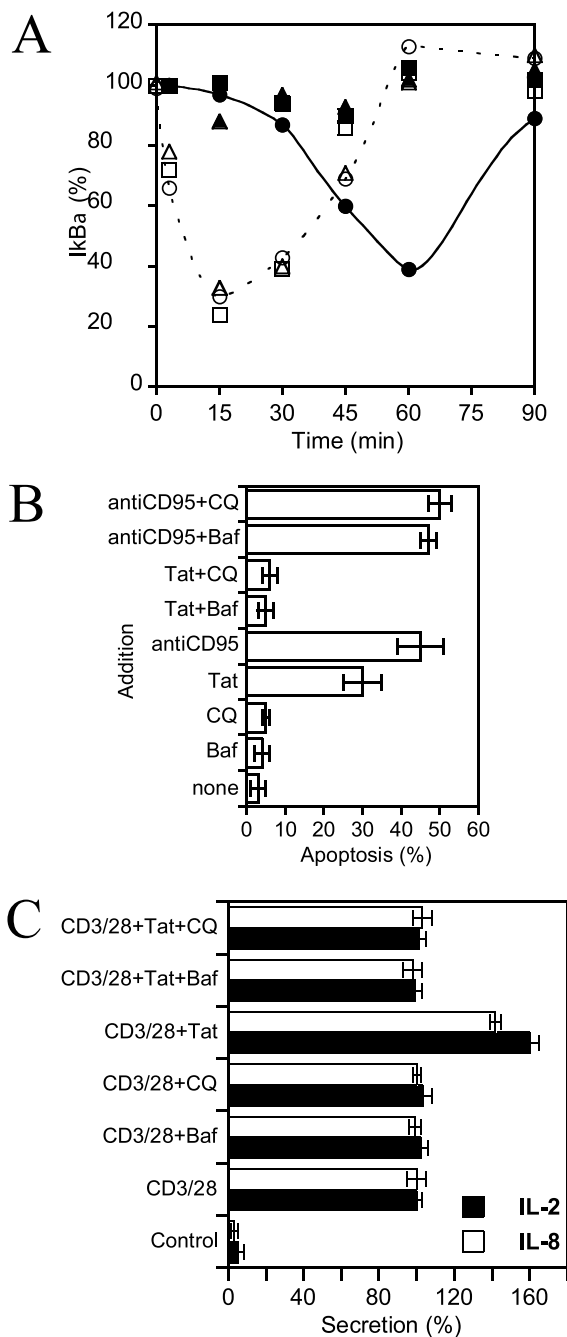 A
120
100
80
60
40
20
0
IkBa (%)
0 15 30 45 60 75 90
Time (min)
B
antiCD95+CQ
antiCD95+Baf
Tat+CQ
Tat+Baf
antiCD95
Tat
CQ
Baf
none
Addition
0 10 20 30 40 50 60
Apoptosis (%)
C
CD3/28+Tat+CQ
CD3/28+Tat+Baf
CD3/28+Tat
CD3/28+CQ
CD3/28+Baf
CD3/28
Control
IL-2
IL-8
0 40 80 120 160
Secretion (%)